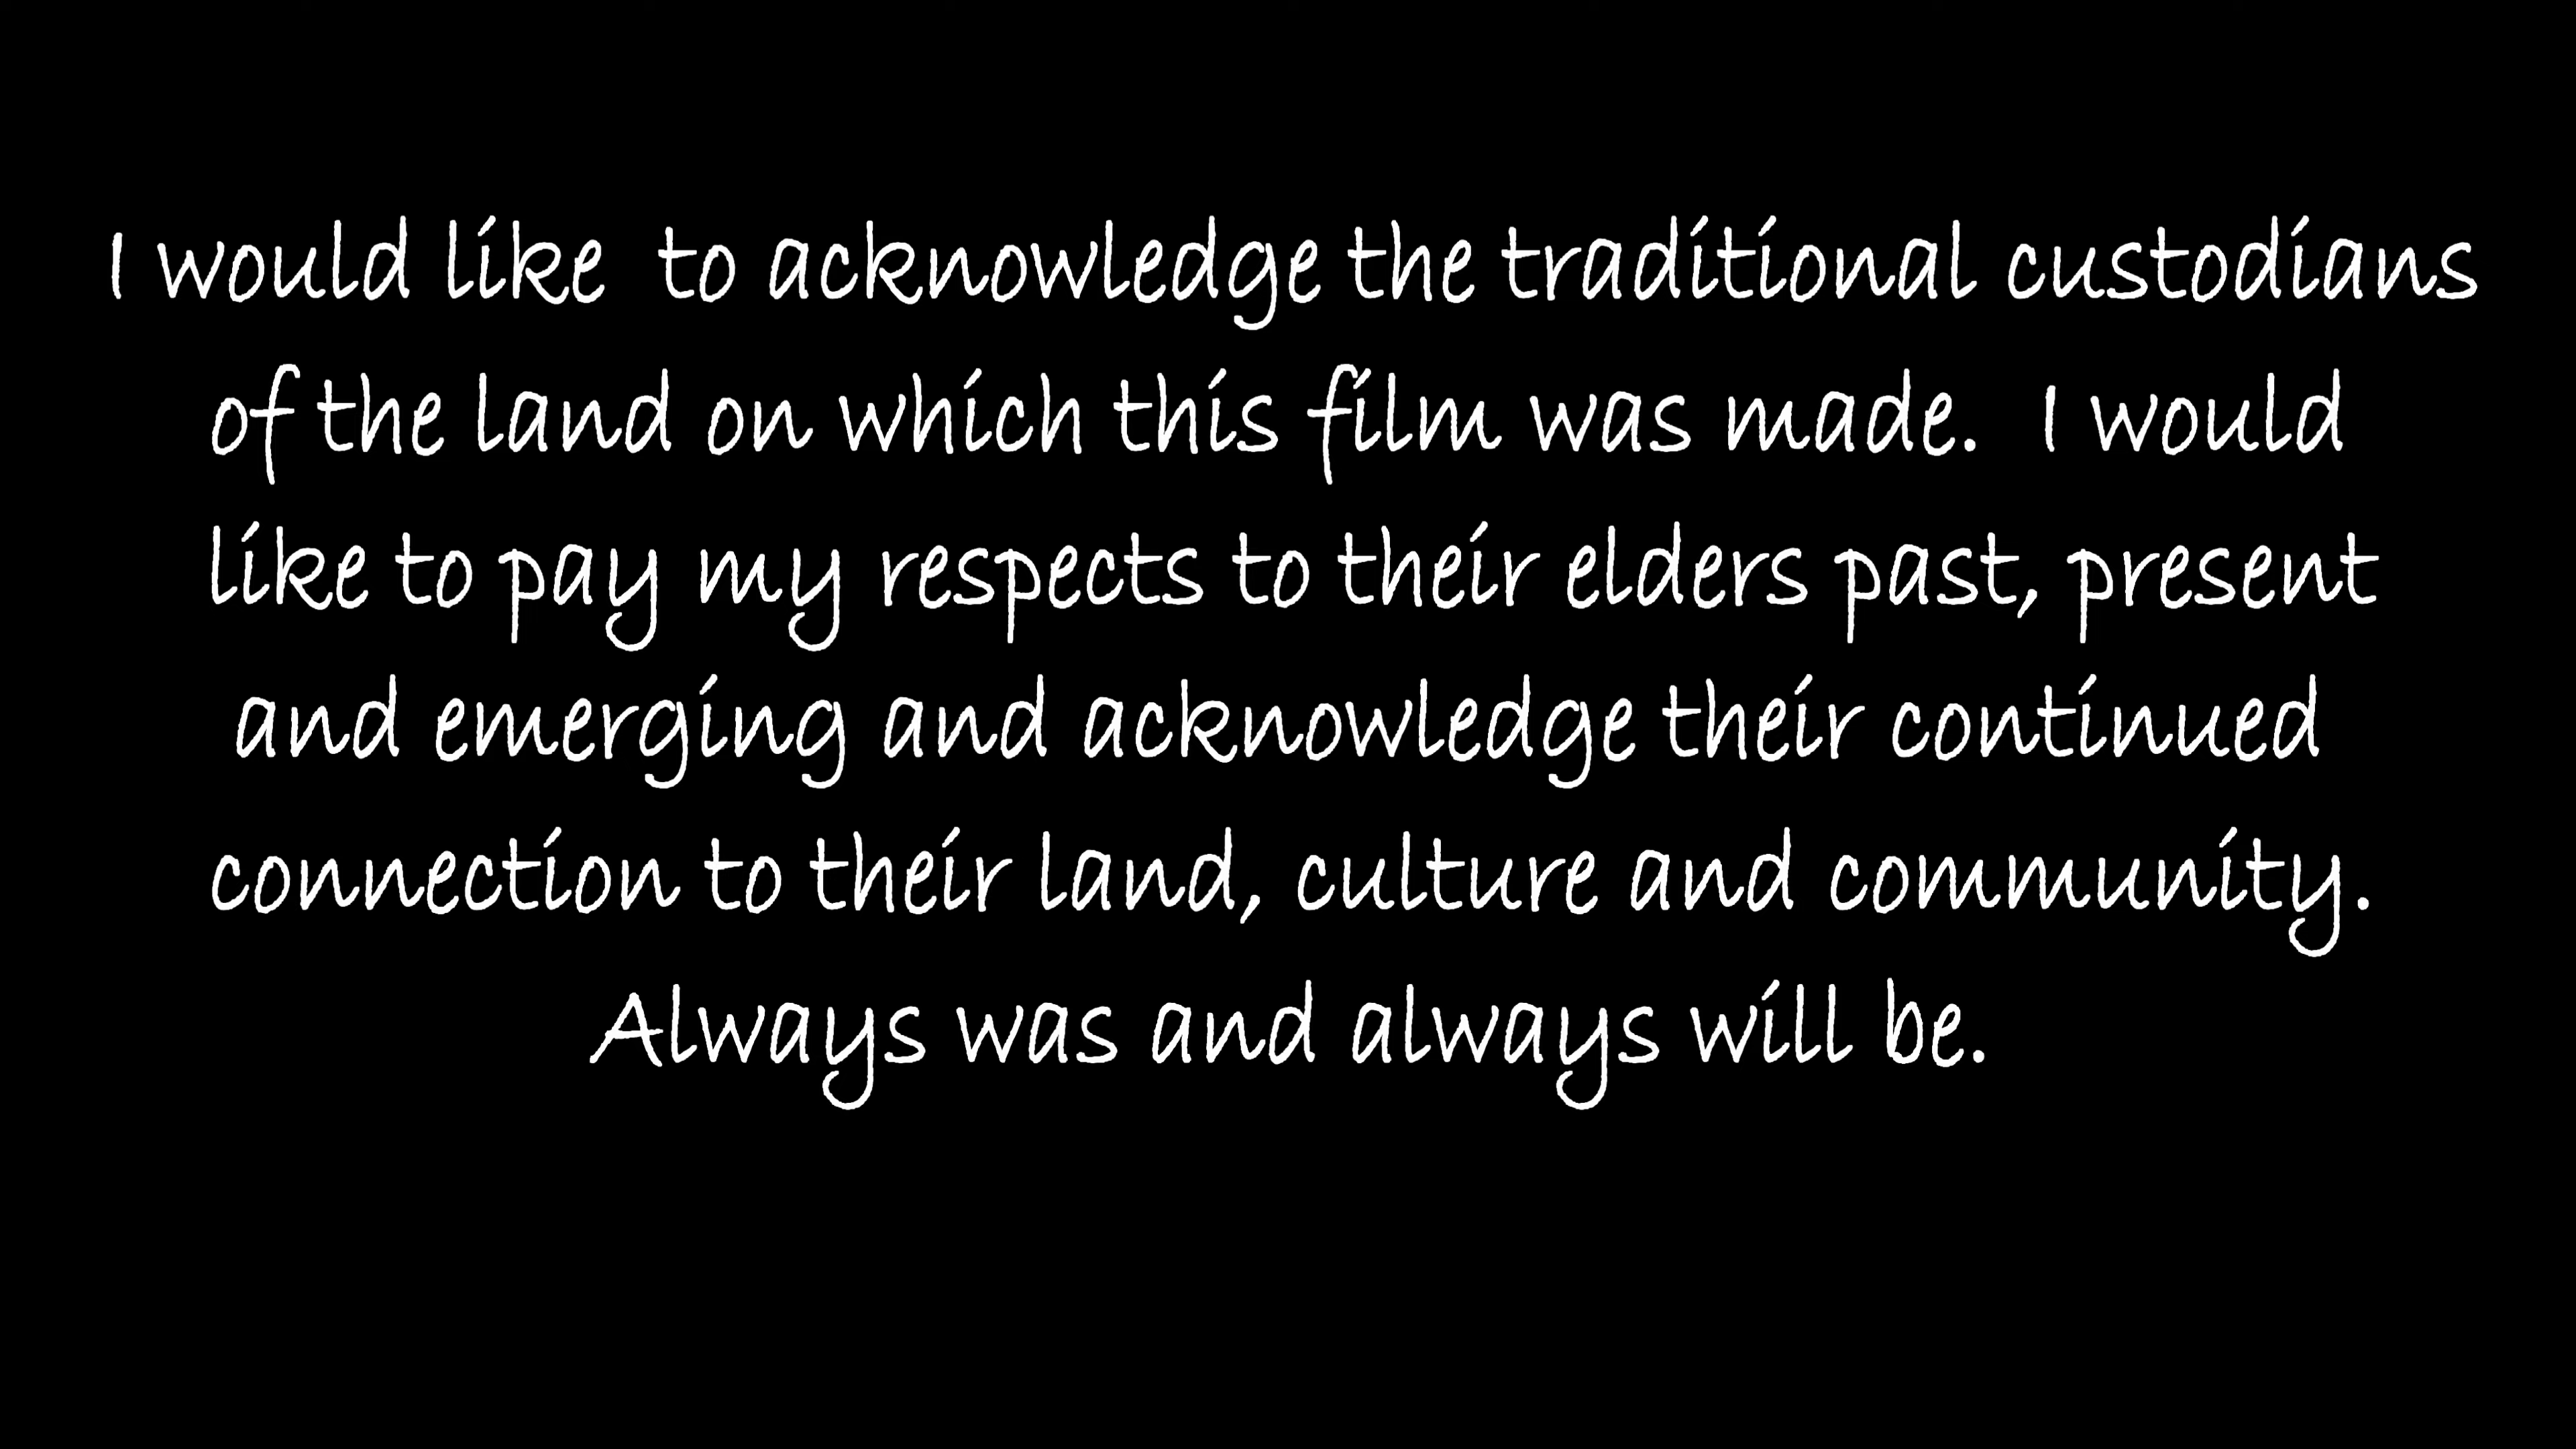 I would like  to acknowledge the traditional custodians
of the land on which this film was made.  I would
like to pay my respects to their elders past, present
and emerging and acknowledge their continued
connection to their land, culture and community.
Always was and always will be.